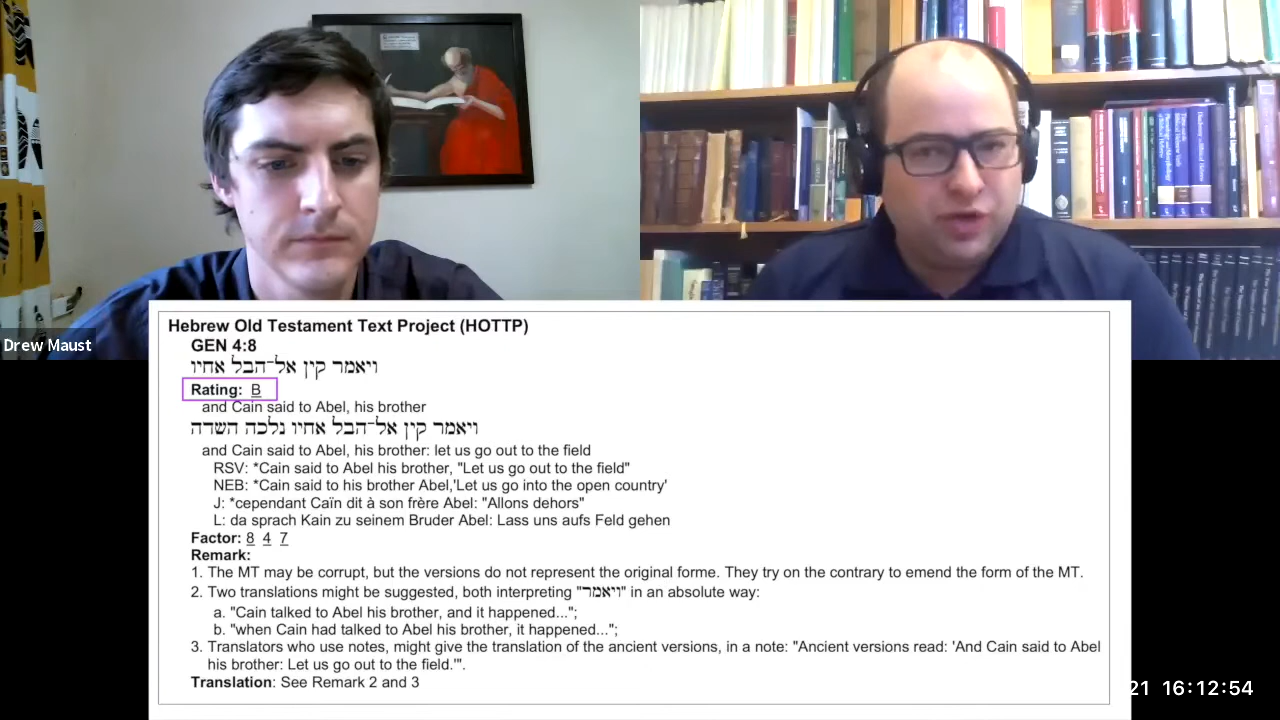 Drew Maust
Hebrew Old Testament Text Project (HOTTP)
GEN 4:8
ויאמר קין אל־הבל אחיו
Rating: B
and Cain said to Abel, his brother
ויאמר קין אל־הבל אחיו נלכה השדה
and Cain said to Abel, his brother: let us go out to the field
RSV: *Cain said to Abel his brother, "Let us go out to the field"
NEB: *Cain said to his brother Abel,'Let us go into the open country'
J: *cependant Caïn dit à son frère Abel: "Allons dehors"
L: da sprach Kain zu seinem Bruder Abel: Lass uns aufs Feld gehen
Factor: 8 4 7
Remark:
1. The MT may be corrupt, but the versions do not represent the original forme. They try on the contrary to emend the form of the MT.
2. Two translations might be suggested, both interpreting "ויאמר" in an absolute way:
a. "Cain talked to Abel his brother, and it happened...";
b. "when Cain had talked to Abel his brother, it happened...";
3. Translators who use notes, might give the translation of the ancient versions, in a note: "Ancient versions read: 'And Cain said to Abel
his brother: Let us go out to the field.'".
Translation: See Remark 2 and 3
21 16:12:54